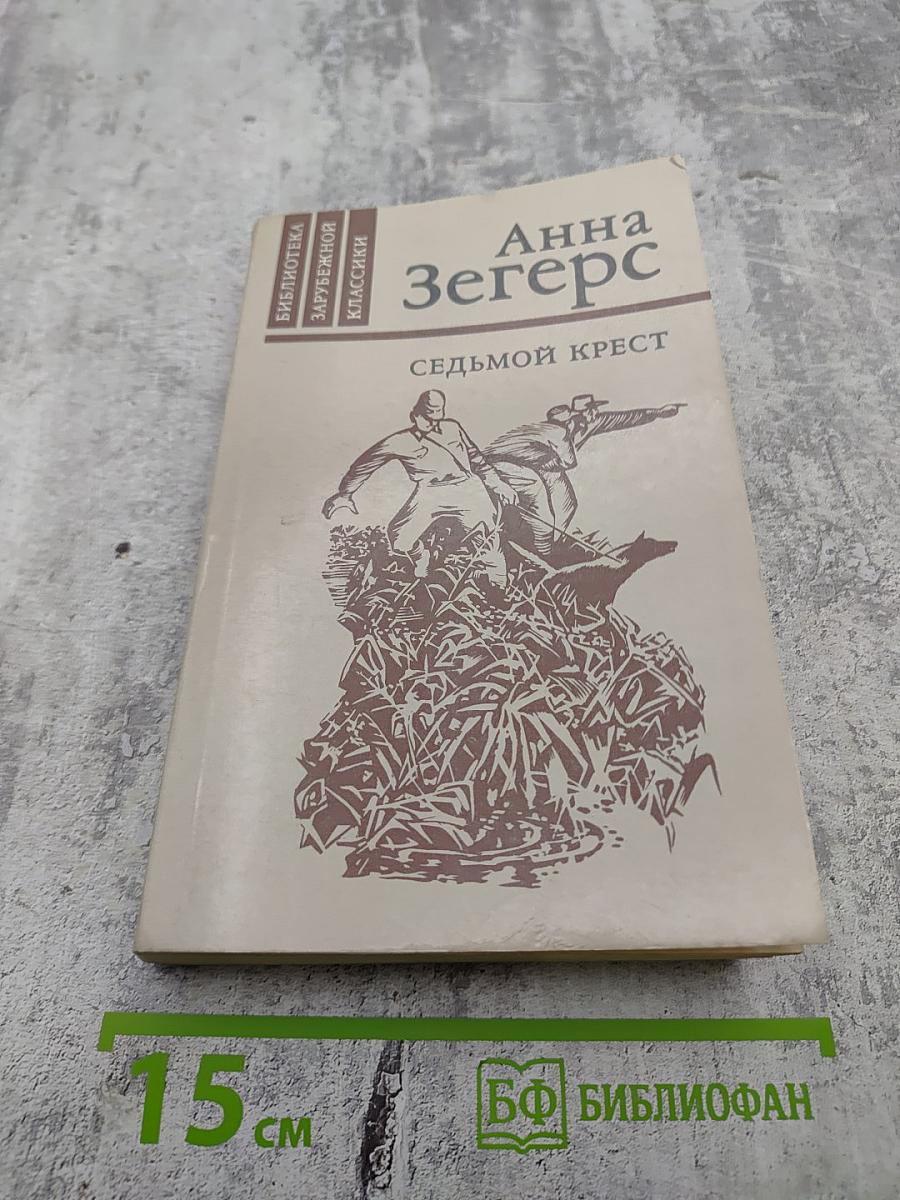 БИБЛИОТЕКА
ЗАРУБЕЖНОЙ
КЛАССИКИ
Анна
Зегерс
СЕДЬМОЙ КРЕСТ
15 см
БФ БИБЛИОФАН